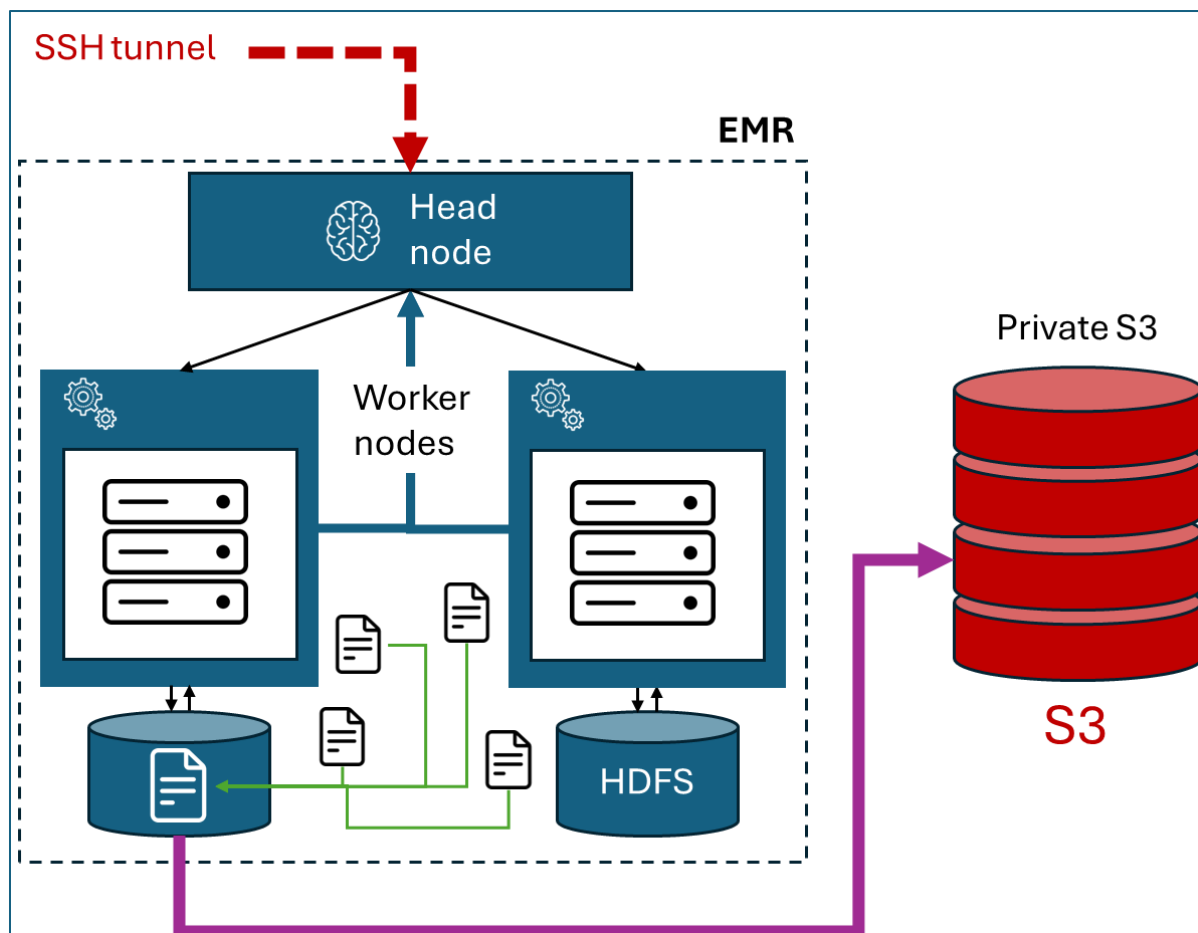 SSH tunnel
EMR
Head
node
Private S3
Worker
nodes
HDFS
S3